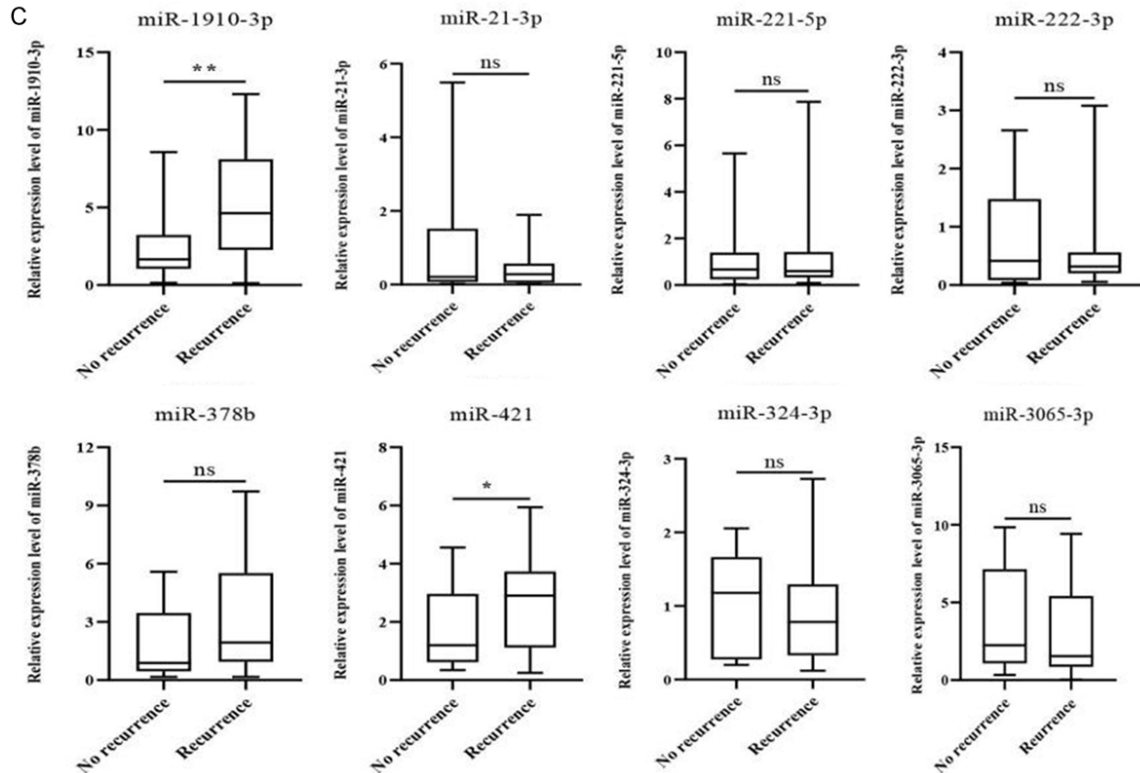 C
miR-1910-3p
Relative expression level of miR-1910-3p
15
10
5
0
**
No recurrence
Recurrence
miR-21-3p
Relative expression level of miR-21-3p
6
4
2
0
ns
No recurrence
Recurrence
miR-221-5p
Relative expression level of miR-221-5p
10
8
6
4
2
0
ns
No recurrence
Recurrence
miR-222-3p
Relative expression level of miR-222-3p
4
3
2
1
0
ns
No recurrence
Recurrence
miR-378b
Relative expression level of miR-378b
12
9
6
3
0
ns
No recurrence
Recurrence
miR-421
Relative expression level of miR-421
8
6
4
2
0
*
No recurrence
Recurrence
miR-324-3p
Relative expression level of miR-324-3p
3
2
1
0
ns
No recurrence
Recurrence
miR-3065-3p
Relative expression level of miR-3065-3p
15
10
5
0
ns
No recurrence
Recurrence